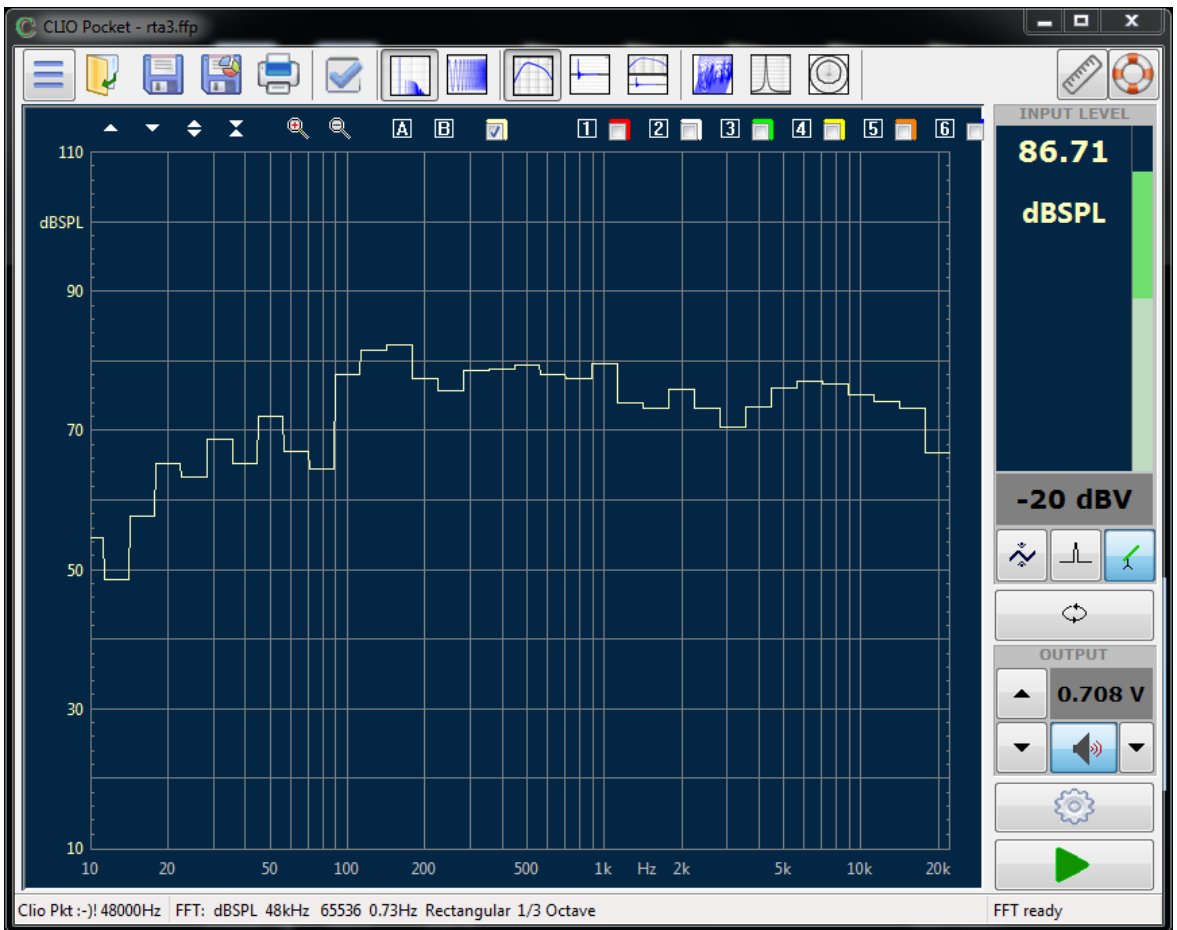 CLIO Pocket - rta3.ffp
A B 1 2 3 4 5 6
INPUT LEVEL
86.71
dBSPL
110
dBSPL
90
70
50
30
10
10 20 50 100 200 500 1k Hz 2k 5k 10k 20k
-20 dBV
OUTPUT
0.708 V
Clio Pkt :-)! 48000Hz FFT: dBSPL 48kHz 65536 0.73Hz Rectangular 1/3 Octave
FFT ready